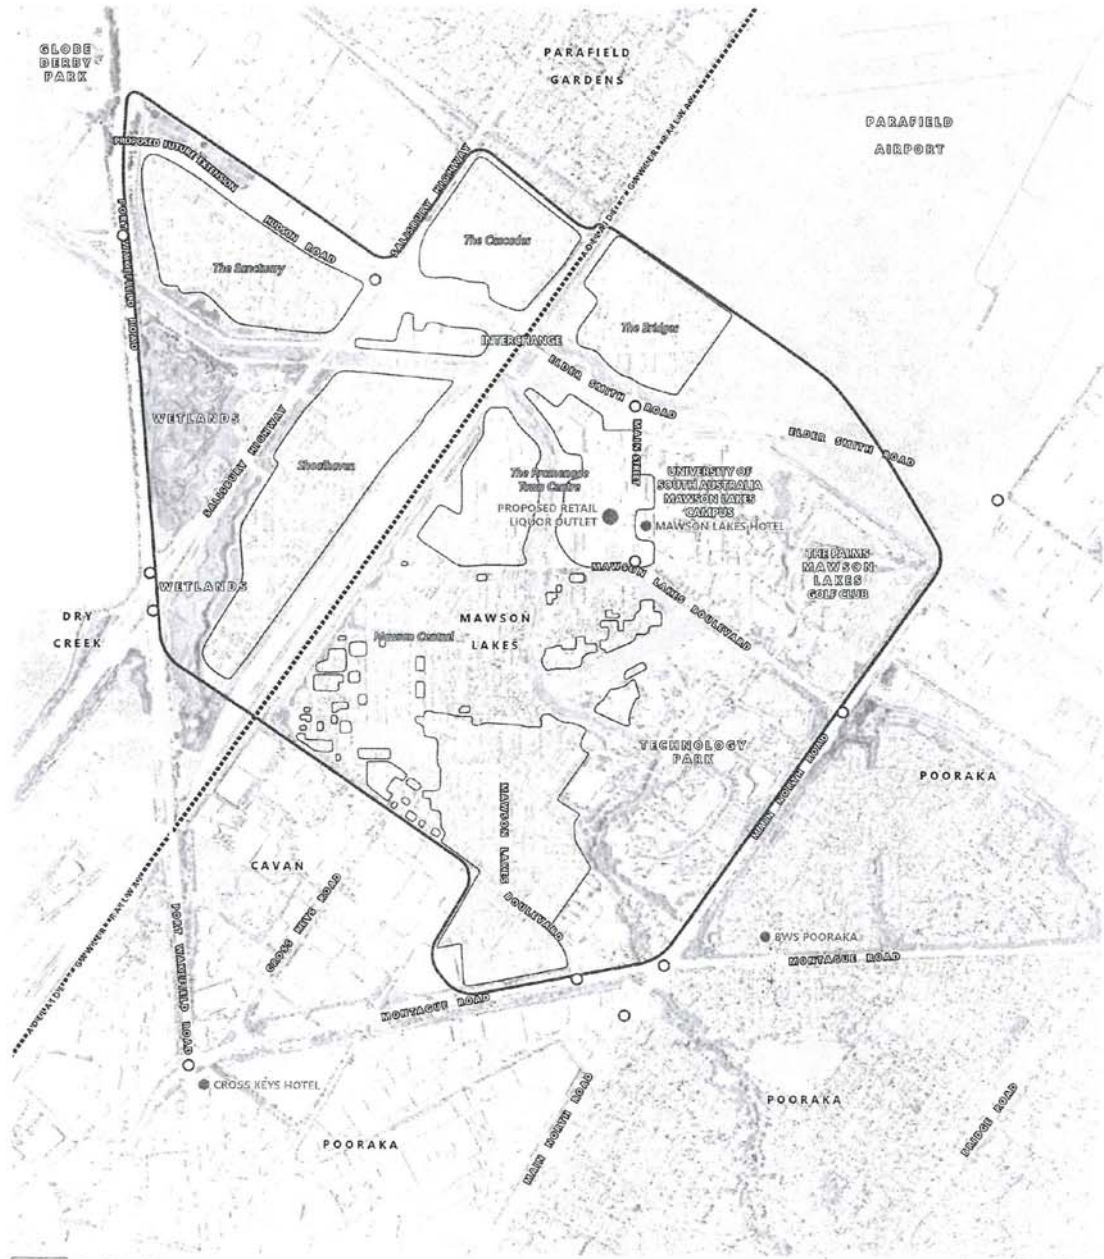 GLOBE
DERBY
PARK
PARAFIELD
GARDENS
PARAFIELD
AIRPORT
PROPOSED FUTURE EXTENSION
HUDSON ROAD
SALISBURY HIGHWAY
PORT WAKEFIELD ROAD
The Sanctuary
The Cascades
The Bridges
INTERCHANGE
ELDER SMITH ROAD
ELDER SMITH ROAD
MAIN STREET
WETLANDS
SALISBURY HIGHWAY
Shoalhaven
The Promenade
Town Centre
UNIVERSITY OF
SOUTH AUSTRALIA
MAWSON LAKES
CAMPUS
PROPOSED RETAIL
LIQUOR OUTLET
MAWSON LAKES HOTEL
THE PALMS
MAWSON
LAKES
GOLF CLUB
MAWSON LAKES BOULEVARD
WETLANDS
DRY
CREEK
MAWSON
LAKES
Mawson Central
TECHNOLOGY
PARK
MAIN NORTH ROAD
POORAKA
MAWSON LAKES BOULEVARD
CAVAN
CROSS KEYS ROAD
PORT WAKEFIELD ROAD
BWS POORAKA
MONTAGUE ROAD
MONTAGUE ROAD
CROSS KEYS HOTEL
MAIN NORTH ROAD
POORAKA
POORAKA
BRIDGE ROAD